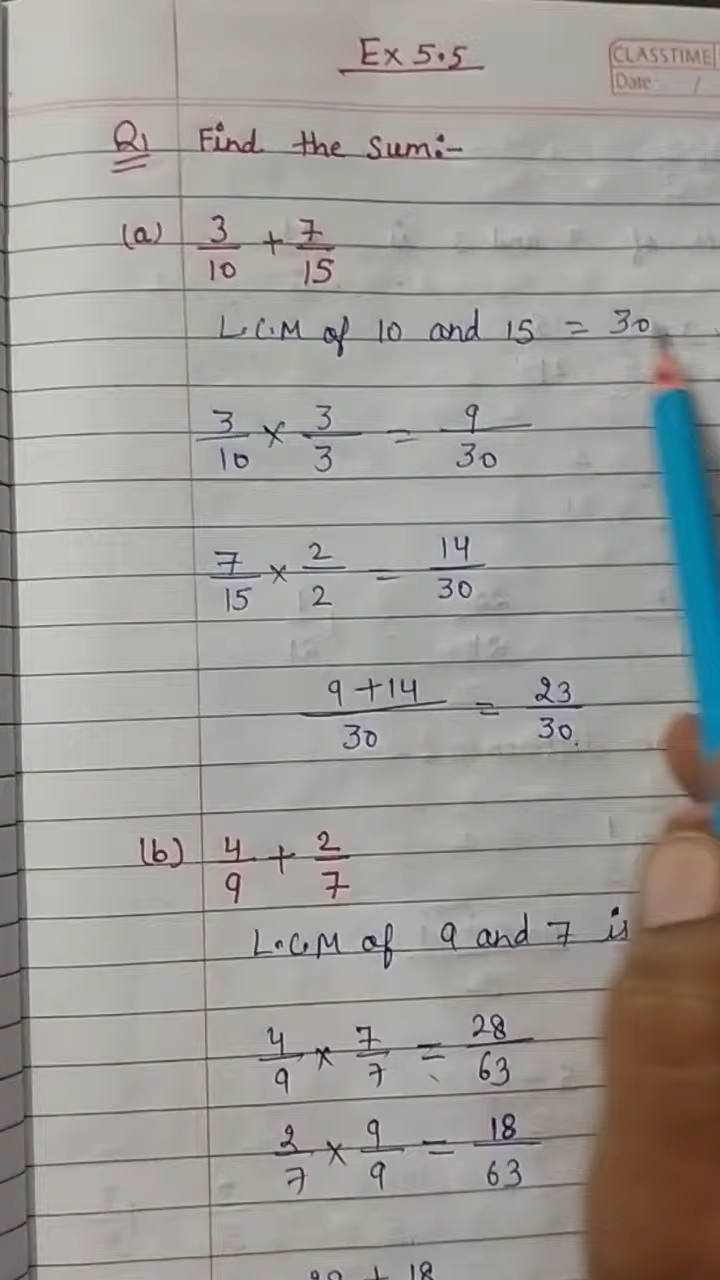 Ex 5.5
CLASSTIME
Date / 
Q1 Find the sum:-
(a) 3/10 + 7/15
L.C.M of 10 and 15 = 30
3/10 × 3/3 = 9/30
7/15 × 2/2 = 14/30
9+14/30 = 23/30.
(b) 4/9 + 2/7
L.C.M of 9 and 7 is
4/9 × 7/7 = 28/63
2/7 × 9/9 = 18/63
28 + 18